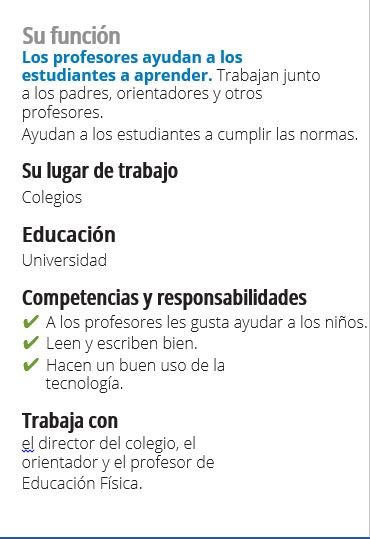 Su función
Los profesores ayudan a los
estudiantes a aprender. Trabajan junto
a los padres, orientadores y otros
profesores.
Ayudan a los estudiantes a cumplir las normas.
Su lugar de trabajo
Colegios
Educación
Universidad
Competencias y responsabilidades
✔ A los profesores les gusta ayudar a los niños.
✔ Leen y escriben bien.
✔ Hacen un buen uso de la
tecnología.
Trabaja con
el director del colegio, el
orientador y el profesor de
Educación Física.